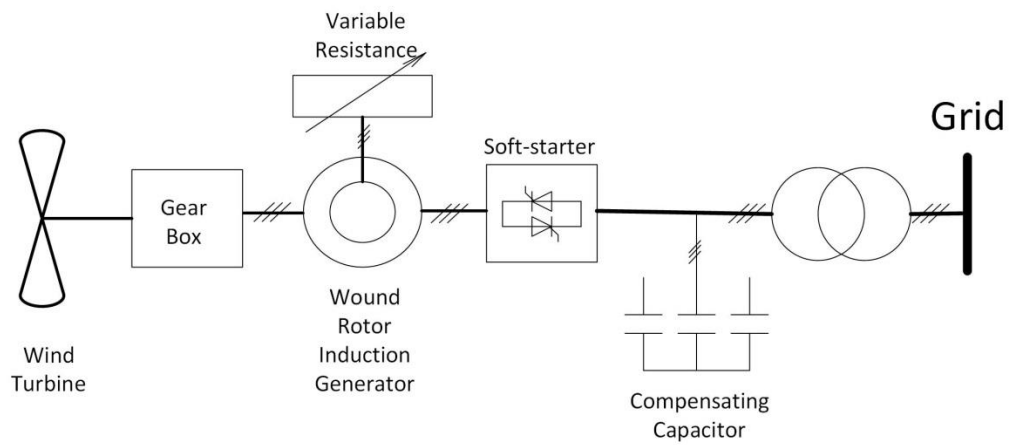 Variable
Resistance
Grid
Soft-starter
Gear
Box
Wound
Rotor
Induction
Generator
Wind
Turbine
Compensating
Capacitor